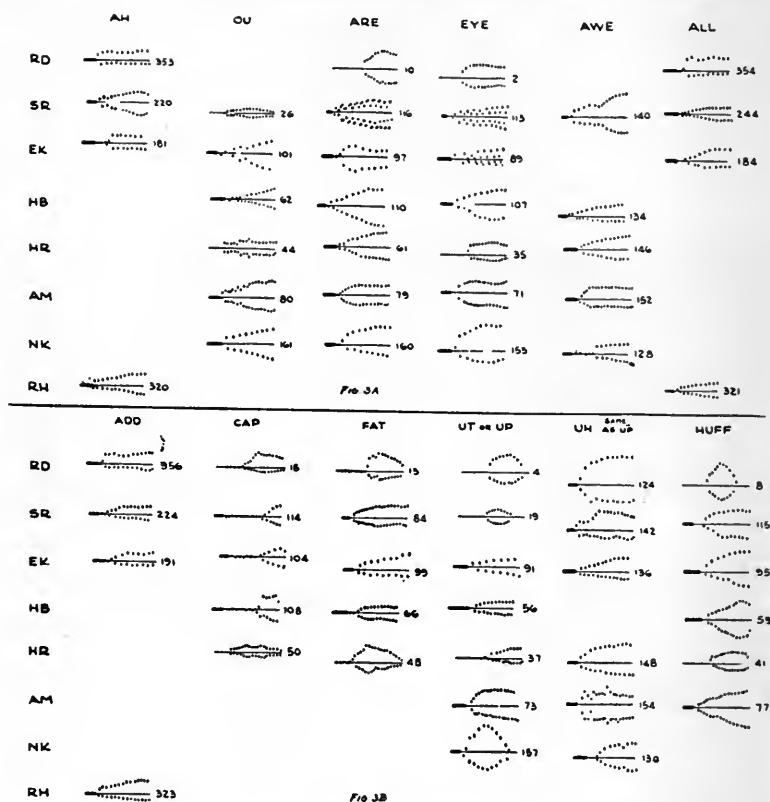 AH OU ARE EYE AWE ALL
RD 353 10 2 354
SR 220 26 116 113 140 244
EK 181 101 97 89 184
HB 62 110 107 134
HR 44 61 35 146
AM 80 79 71 152
NK 161 160 155 128
RH 320 321
FIG 3A
ADD CAP FAT UT OR UP UH SAME AS UP HUFF
RD 356 18 15 4 124 8
SR 224 114 84 19 142 115
EK 191 104 99 91 136 95
HB 108 66 56 59
HR 50 48 37 148 41
AM 73 154 77
NK 157 130
RH 323
FIG 3B